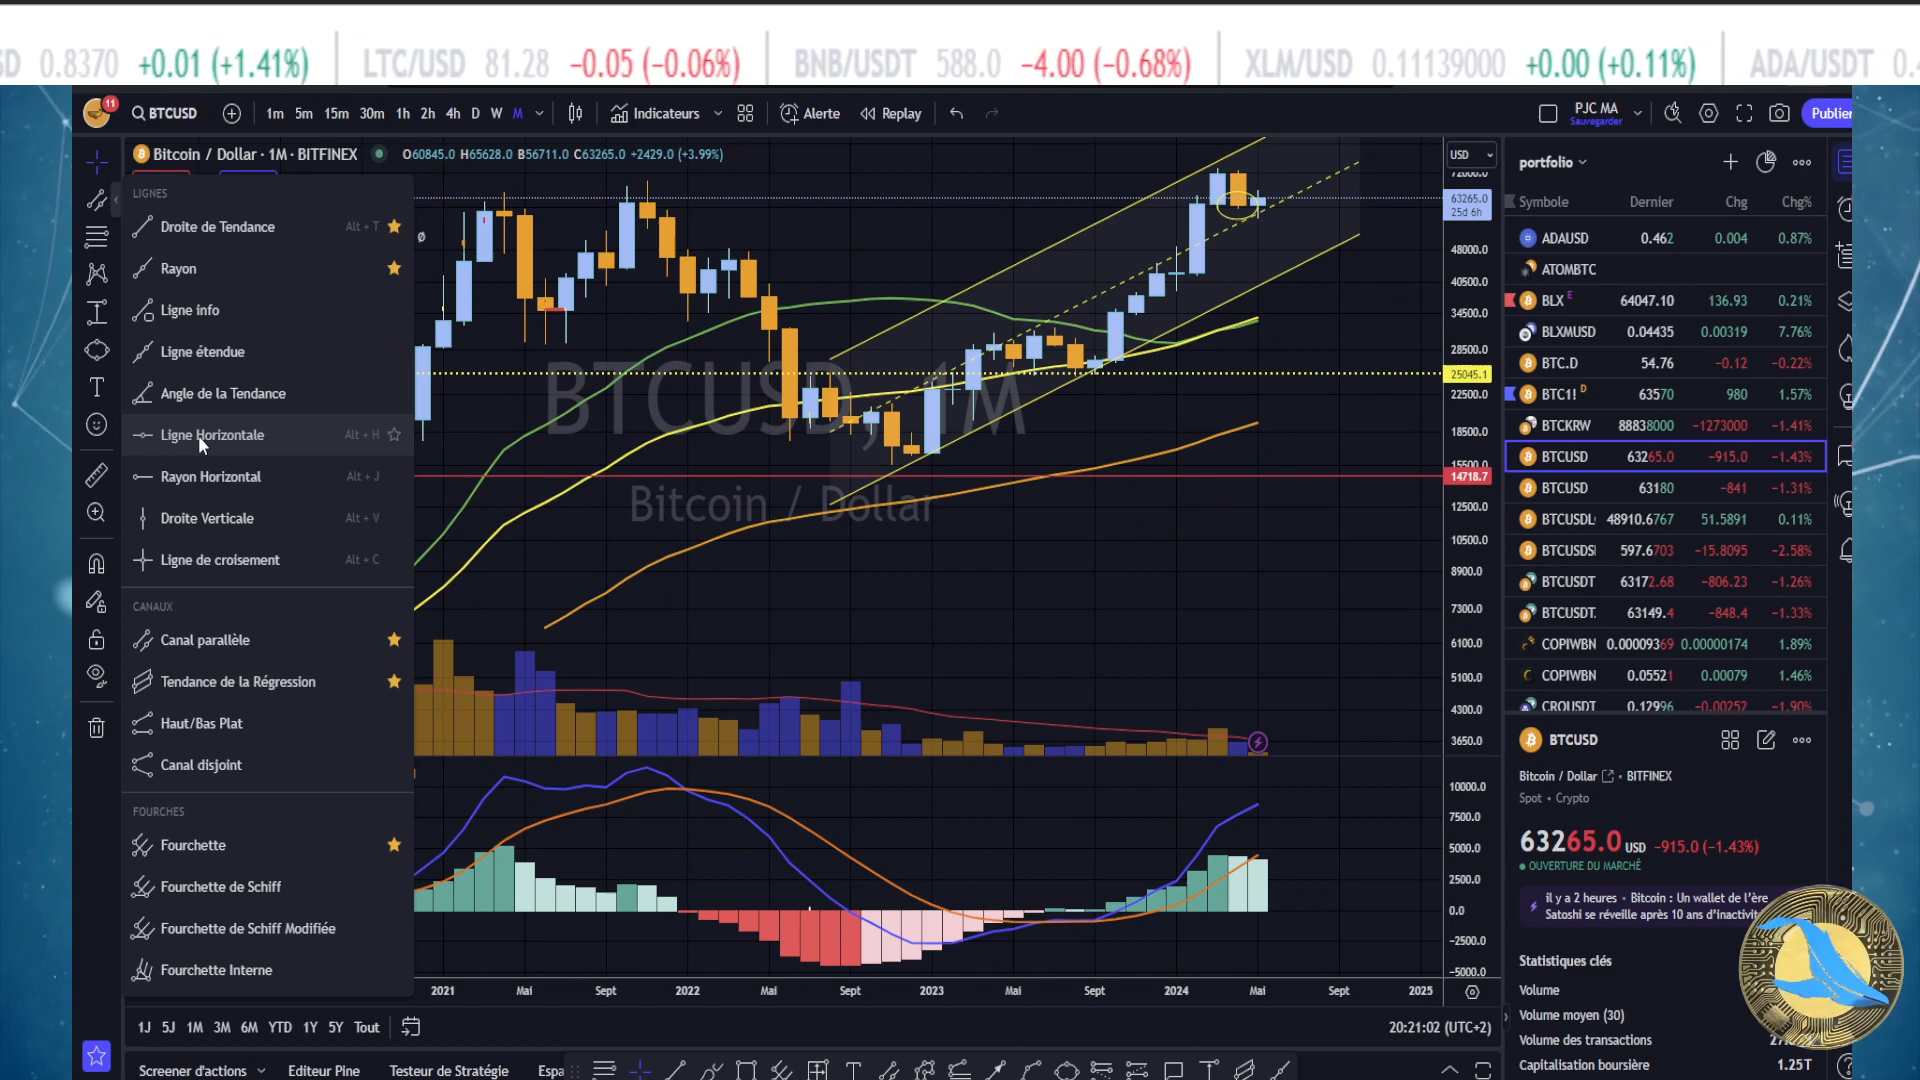 0.8370 +0.01 (+1.41%) LTC/USD 81.28 −0.05 (−0.06%) BNB/USDT 588.0 −4.00 (−0.68%) XLM/USD 0.11139000 +0.00 (+0.11%) ADA/USDT
11 BTCUSD 1m 5m 15m 30m 1h 2h 4h D W M Indicateurs Alerte Replay PJC MA Sauvegarder Publier
Bitcoin / Dollar · 1M · BITFINEX O60845.0 H65628.0 B56711.0 C63265.0 +2429.0 (+3.99%)
USD
LIGNES
Droite de Tendance Alt + T
Rayon
Ligne info
Ligne étendue
Angle de la Tendance
Ligne Horizontale Alt + H
Rayon Horizontal Alt + J
Droite Verticale Alt + V
Ligne de croisement Alt + C
CANAUX
Canal parallèle
Tendance de la Régression
Haut/Bas Plat
Canal disjoint
FOURCHES
Fourchette
Fourchette de Schiff
Fourchette de Schiff Modifiée
Fourchette Interne
BTCUSD, 1M
Bitcoin / Dollar
72000.0
63265.0
25d 6h
48000.0
40500.0
34500.0
28500.0
25045.1
22500.0
18500.0
15500.0
14718.7
12500.0
10500.0
8900.0
7300.0
6100.0
5100.0
4300.0
3650.0
10000.0
7500.0
5000.0
2500.0
0.0
−2500.0
−5000.0
2021 Mai Sept 2022 Mai Sept 2023 Mai Sept 2024 Mai Sept 2025
1J 5J 1M 3M 6M YTD 1Y 5Y Tout
20:21:02 (UTC+2)
Screener d'actions Editeur Pine Testeur de Stratégie Espa
portfolio
Symbole Dernier Chg Chg%
ADAUSD 0.462 0.004 0.87%
ATOMBTC
BLX E 64047.10 136.93 0.21%
BLXMUSD 0.04435 0.00319 7.76%
BTC.D 54.76 −0.12 −0.22%
BTC1! D 63570 980 1.57%
BTCKRW 88838000 −1273000 −1.41%
BTCUSD 63265.0 −915.0 −1.43%
BTCUSD 63180 −841 −1.31%
BTCUSDL 48910.6767 51.5891 0.11%
BTCUSDS 597.6703 −15.8095 −2.58%
BTCUSDT 63172.68 −806.23 −1.26%
BTCUSDT. 63149.4 −848.4 −1.33%
COPIWBN 0.00009369 0.00000174 1.89%
COPIWBN 0.05521 0.00079 1.46%
CROUSDT 0.12996 −0.00252 −1.90%
BTCUSD
Bitcoin / Dollar • BITFINEX
Spot • Crypto
63265.0 USD −915.0 (−1.43%)
OUVERTURE DU MARCHÉ
il y a 2 heures • Bitcoin : Un wallet de l'ère
Satoshi se réveille après 10 ans d'inactivit
Statistiques clés
Volume
Volume moyen (30)
Volume des transactions
Capitalisation boursière 1.25T